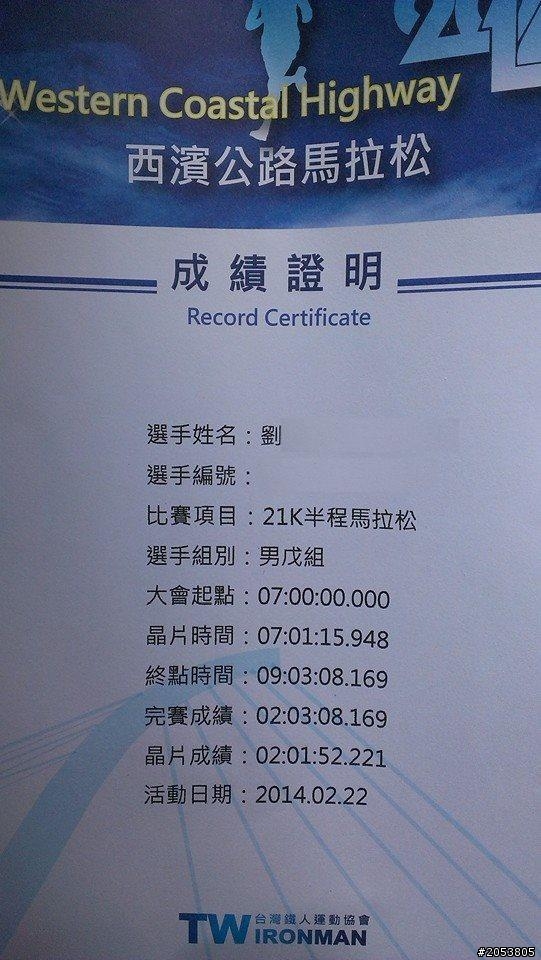 2014
Western Coastal Highway
西濱公路馬拉松
成績證明
Record Certificate
選手姓名：劉
選手編號：
比賽項目：21K半程馬拉松
選手組別：男戊組
大會起點：07:00:00.000
晶片時間：07:01:15.948
終點時間：09:03:08.169
完賽成績：02:03:08.169
晶片成績：02:01:52.221
活動日期：2014.02.22
TW 台灣鐵人運動協會
IRONMAN
#2053805